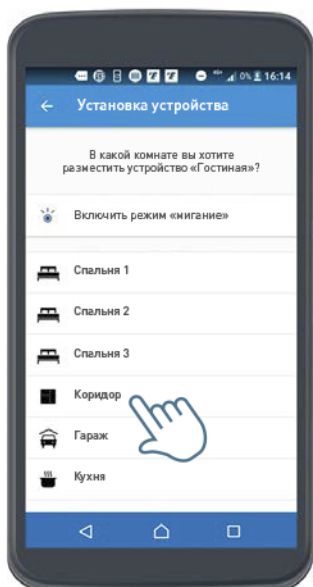 0% 16:14
Установка устройства
В какой комнате вы хотите
разместить устройство «Гостиная»?
Включить режим «мигание»
Спальня 1
Спальня 2
Спальня 3
Коридор
Гараж
Кухня